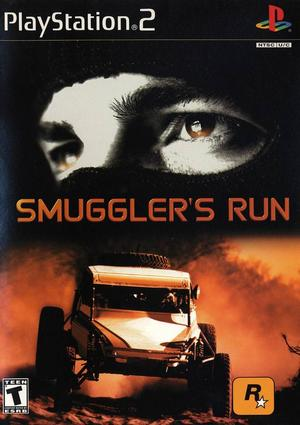 PlayStation 2
NTSC U/C
SMUGGLER'S RUN
TEEN
T
ESRB
R